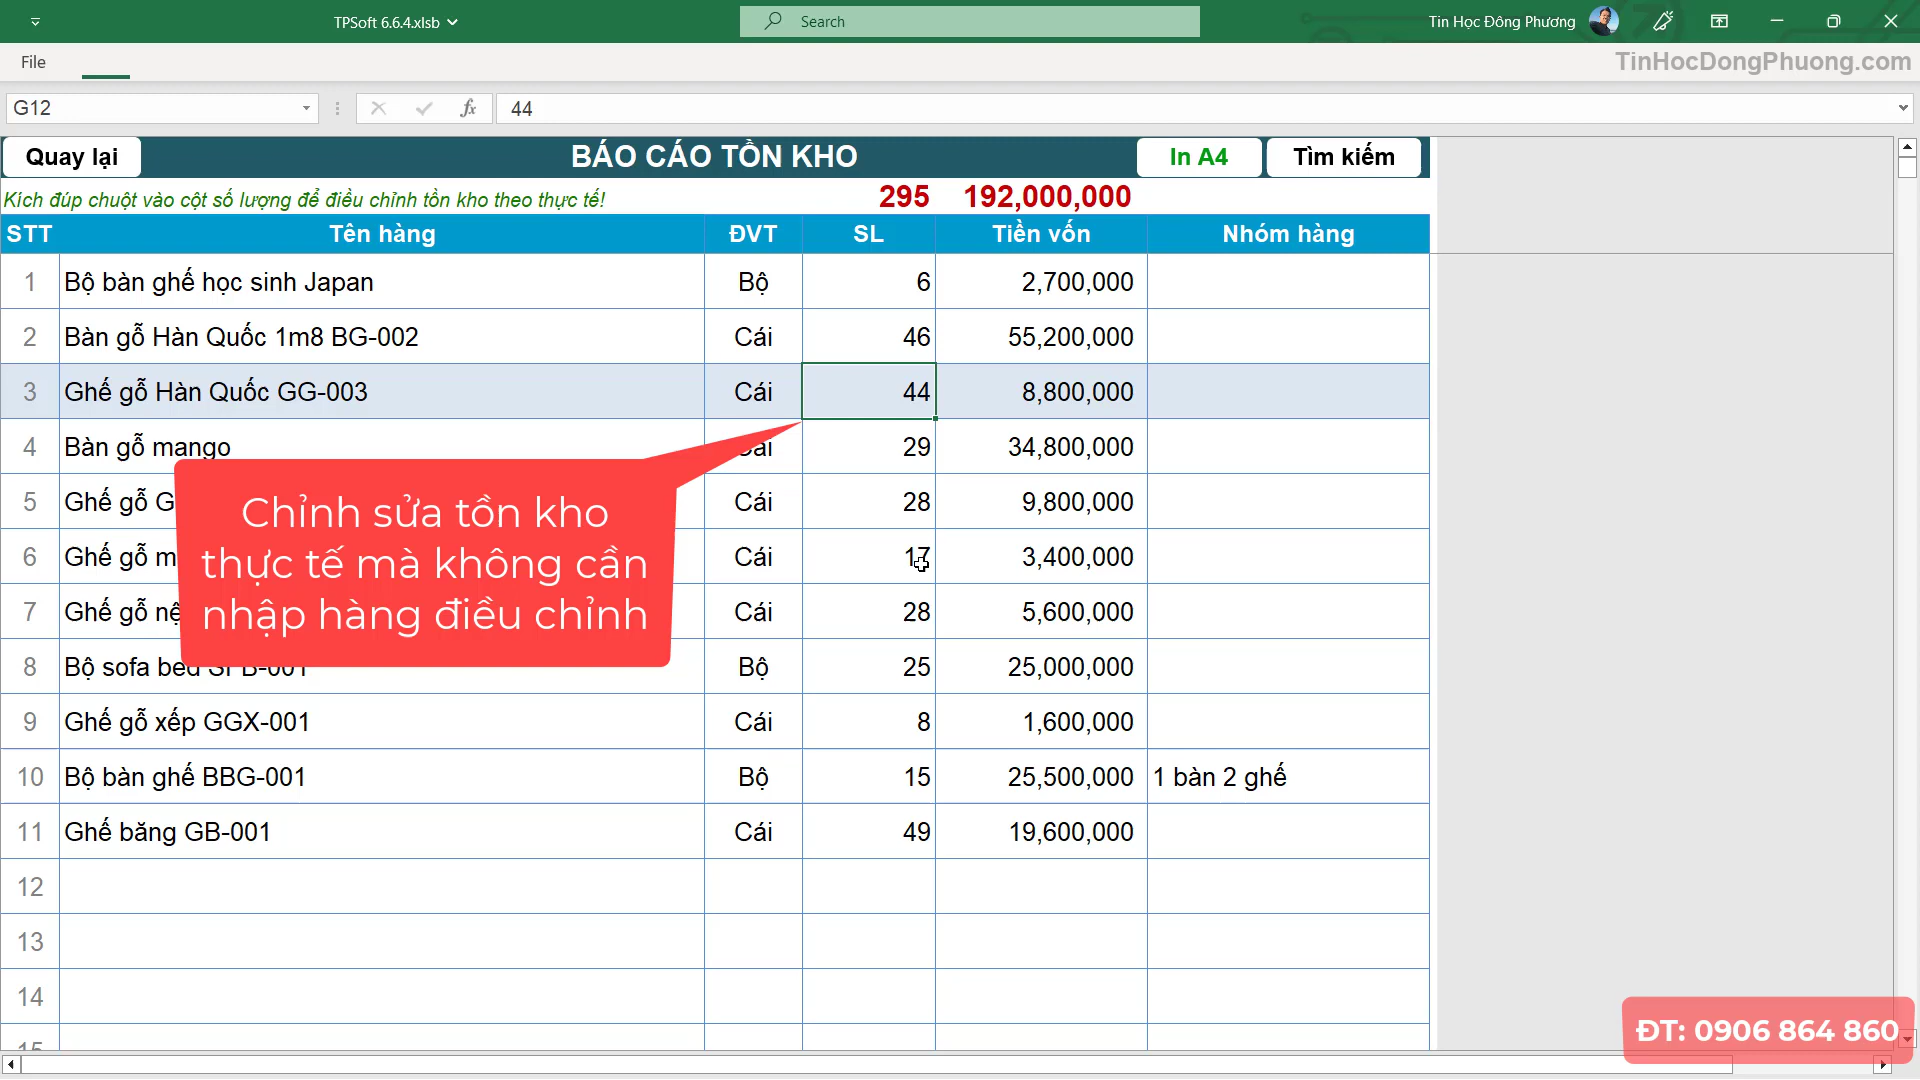 TPSoft 6.6.4.xlsb
Search
Tin Học Đông Phương
File
TinHocDongPhuong.com
G12
fx
44
Quay lại
BÁO CÁO TỒN KHO
In A4
Tìm kiếm
Kích đúp chuột vào cột số lượng để điều chỉnh tồn kho theo thực tế!
295 192,000,000
STT Tên hàng ĐVT SL Tiền vốn Nhóm hàng
1 Bộ bàn ghế học sinh Japan Bộ 6 2,700,000
2 Bàn gỗ Hàn Quốc 1m8 BG-002 Cái 46 55,200,000
3 Ghế gỗ Hàn Quốc GG-003 Cái 44 8,800,000
4 Bàn gỗ mango Cái 29 34,800,000
5 Ghế gỗ G Cái 28 9,800,000
6 Ghế gỗ m Cái 17 3,400,000
7 Ghế gỗ nệ Cái 28 5,600,000
8 Bộ sofa bed SFB-001 Bộ 25 25,000,000
9 Ghế gỗ xếp GGX-001 Cái 8 1,600,000
10 Bộ bàn ghế BBG-001 Bộ 15 25,500,000 1 bàn 2 ghế
11 Ghế băng GB-001 Cái 49 19,600,000
12
13
14
15
Chỉnh sửa tồn kho
thực tế mà không cần
nhập hàng điều chỉnh
ĐT: 0906 864 860